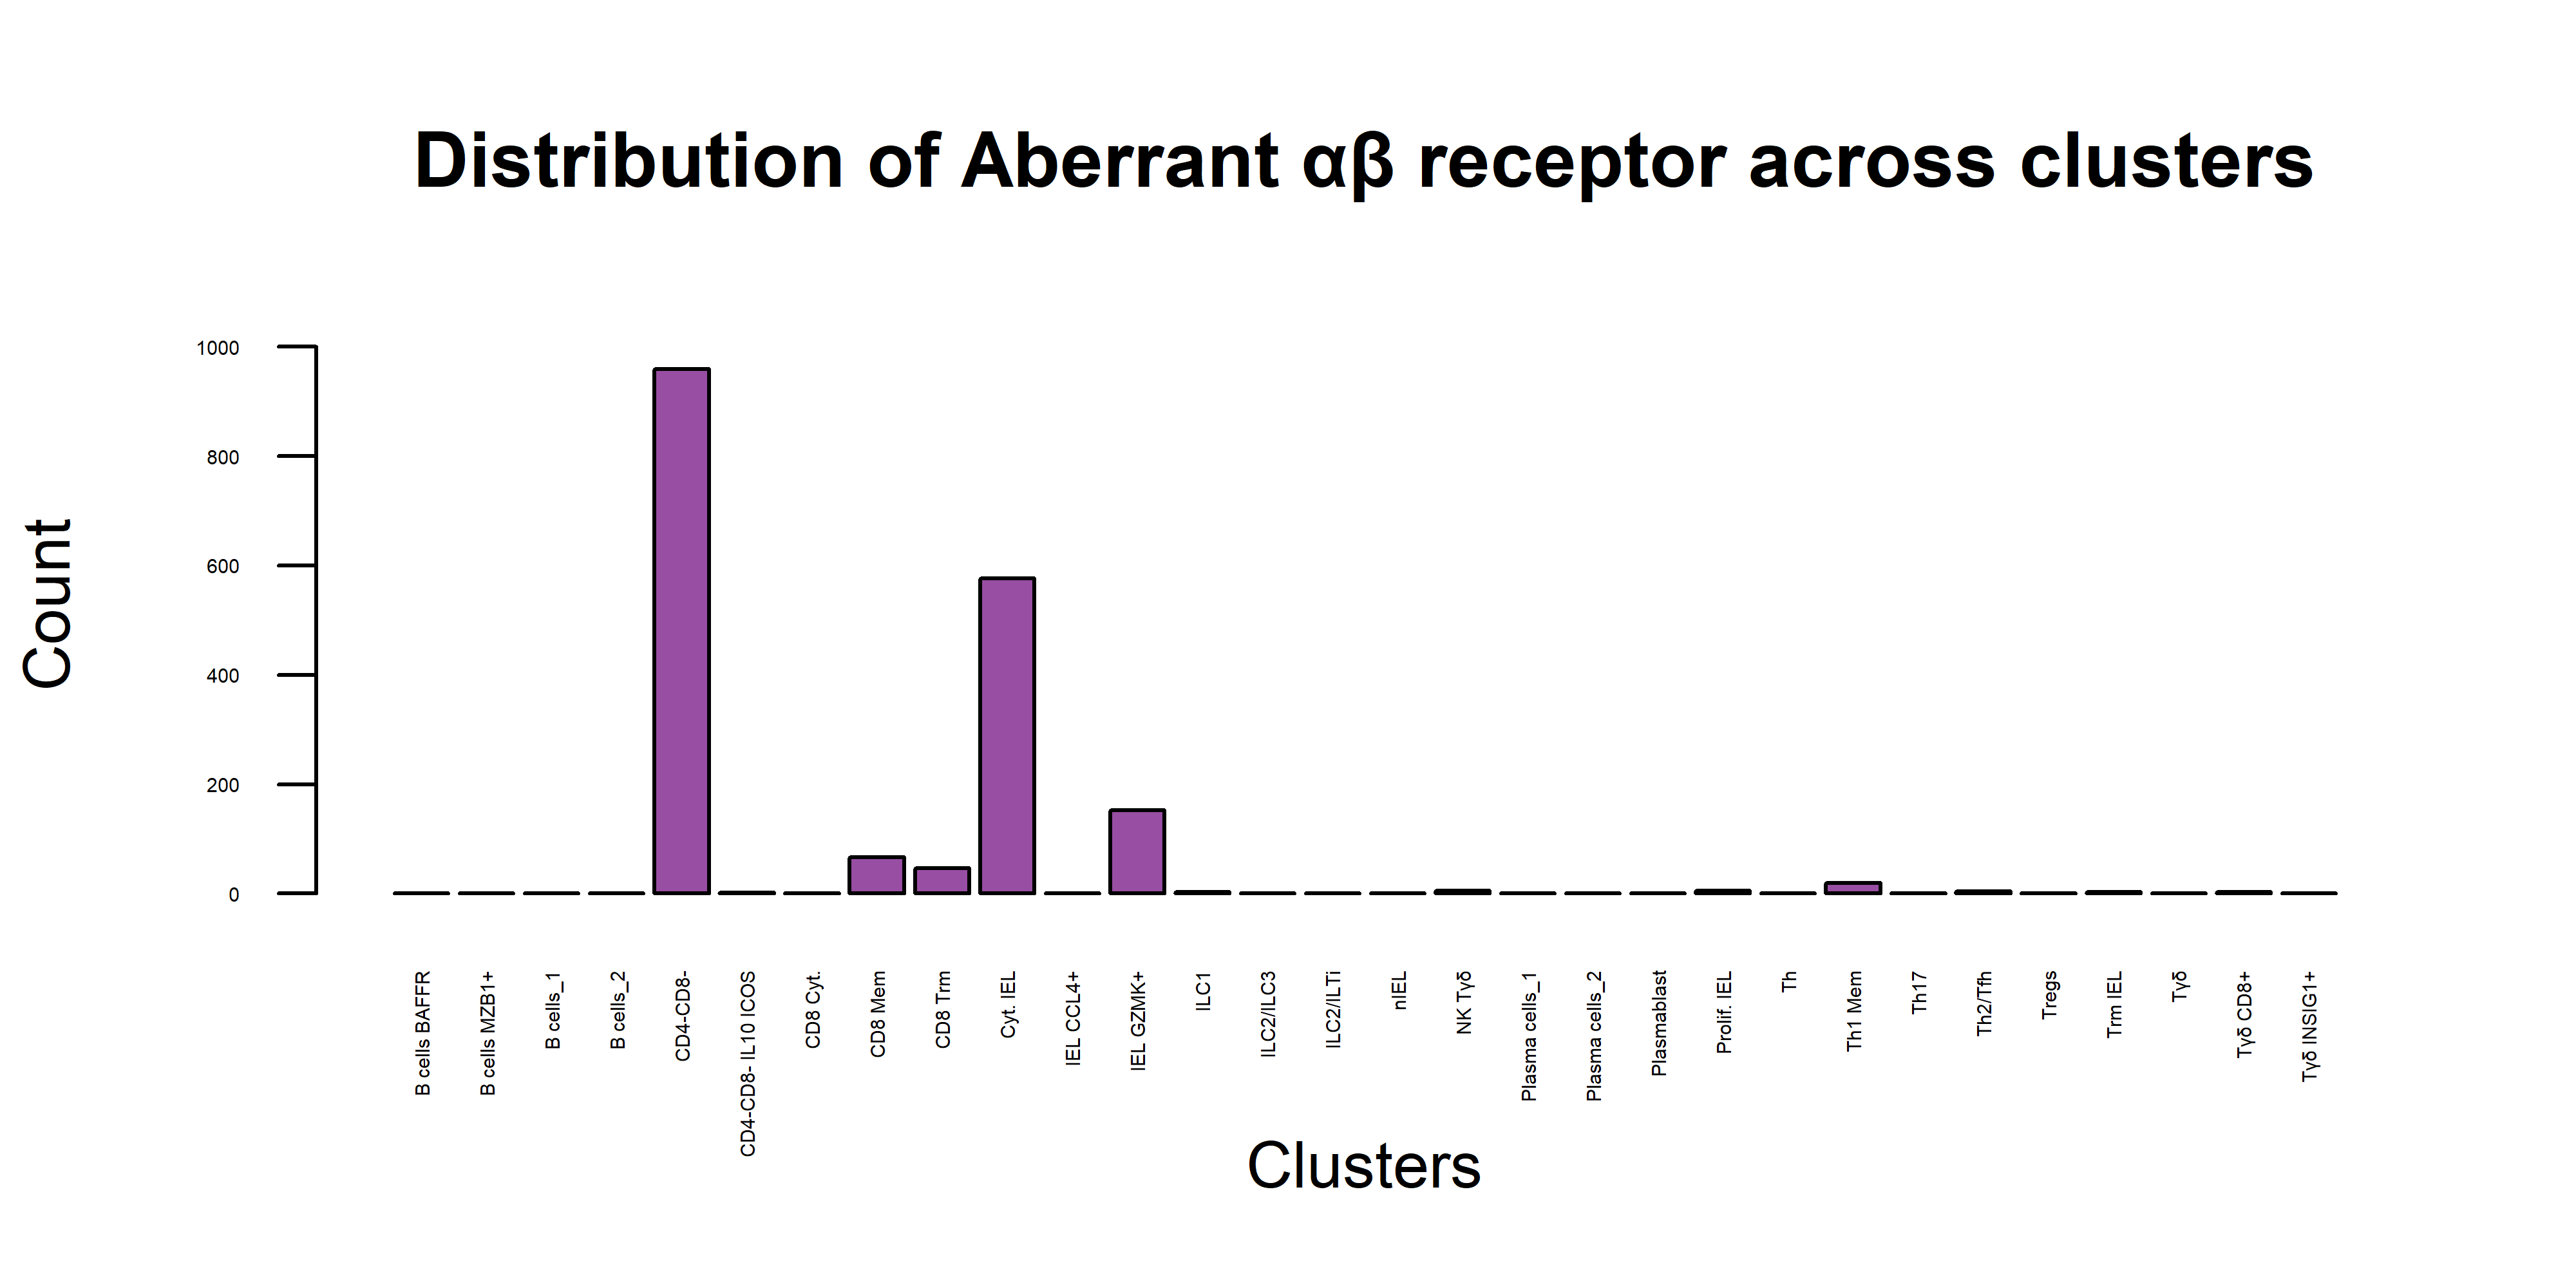 Distribution of Aberrant αβ receptor across clusters
Count
1000
800
600
400
200
0
B cells BAFFR
B cells MZB1+
B cells_1
B cells_2
CD4-CD8-
CD4-CD8- IL10 ICOS
CD8 Cyt.
CD8 Mem
CD8 Trm
Cyt. IEL
IEL CCL4+
IEL GZMK+
ILC1
ILC2/ILC3
ILC2/ILTi
nIEL
NK Tγδ
Plasma cells_1
Plasma cells_2
Plasmablast
Prolif. IEL
Th
Th1 Mem
Th17
Th2/Tfh
Tregs
Trm IEL
Tγδ
Tγδ CD8+
Tγδ INSIG1+
Clusters